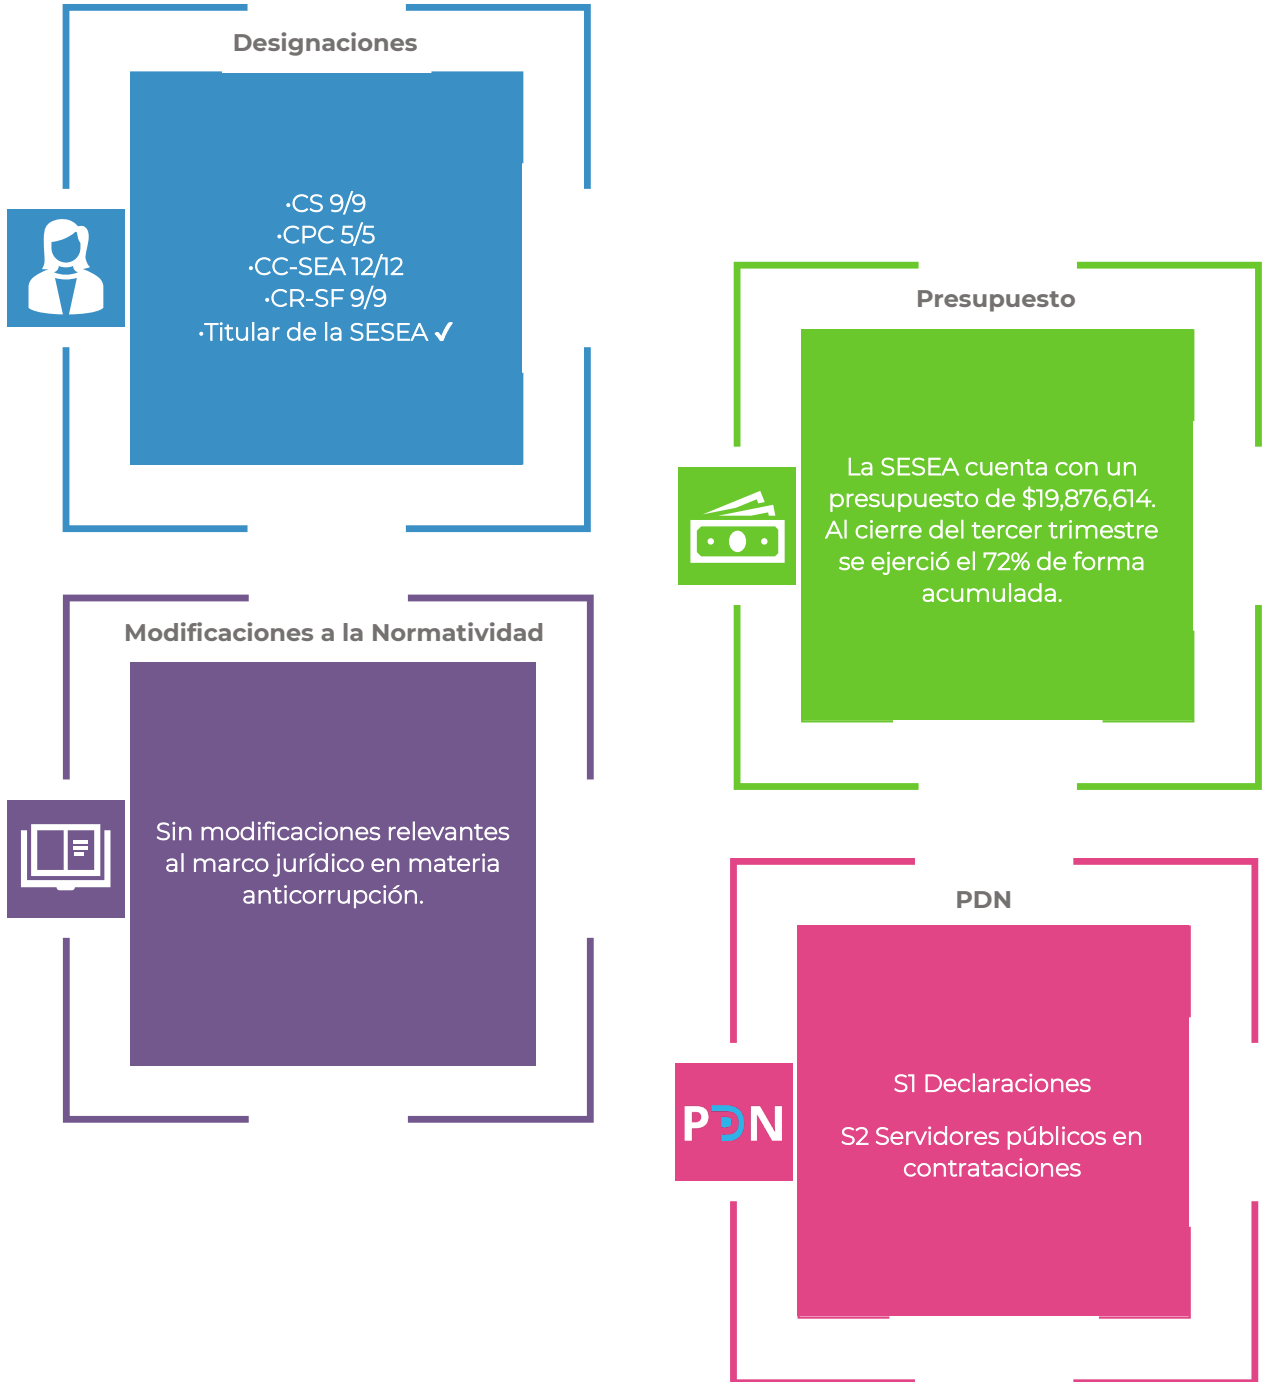 Designaciones
•CS 9/9
•CPC 5/5
•CC-SEA 12/12
•CR-SF 9/9
•Titular de la SESEA ✓
Presupuesto
La SESEA cuenta con un
presupuesto de $19,876,614.
Al cierre del tercer trimestre
se ejerció el 72% de forma
acumulada.
Modificaciones a la Normatividad
Sin modificaciones relevantes
al marco jurídico en materia
anticorrupción.
PDN
PDN
S1 Declaraciones
S2 Servidores públicos en
contrataciones